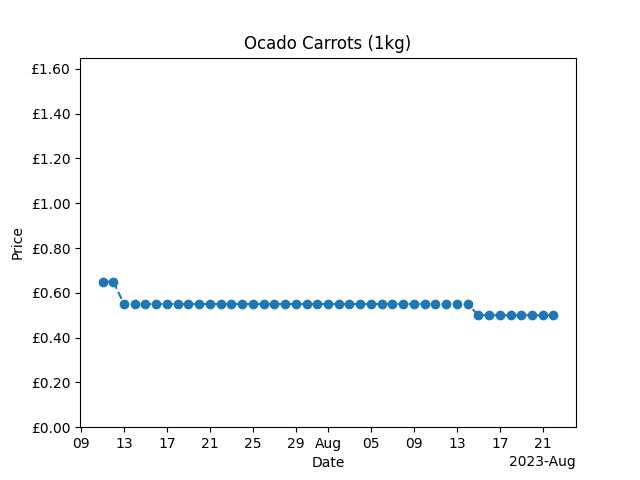 Ocado Carrots (1kg)
£1.60
£1.40
£1.20
£1.00
£0.80
£0.60
£0.40
£0.20
£0.00
Price
09 13 17 21 25 29 Aug 05 09 13 17 21
Date
2023-Aug